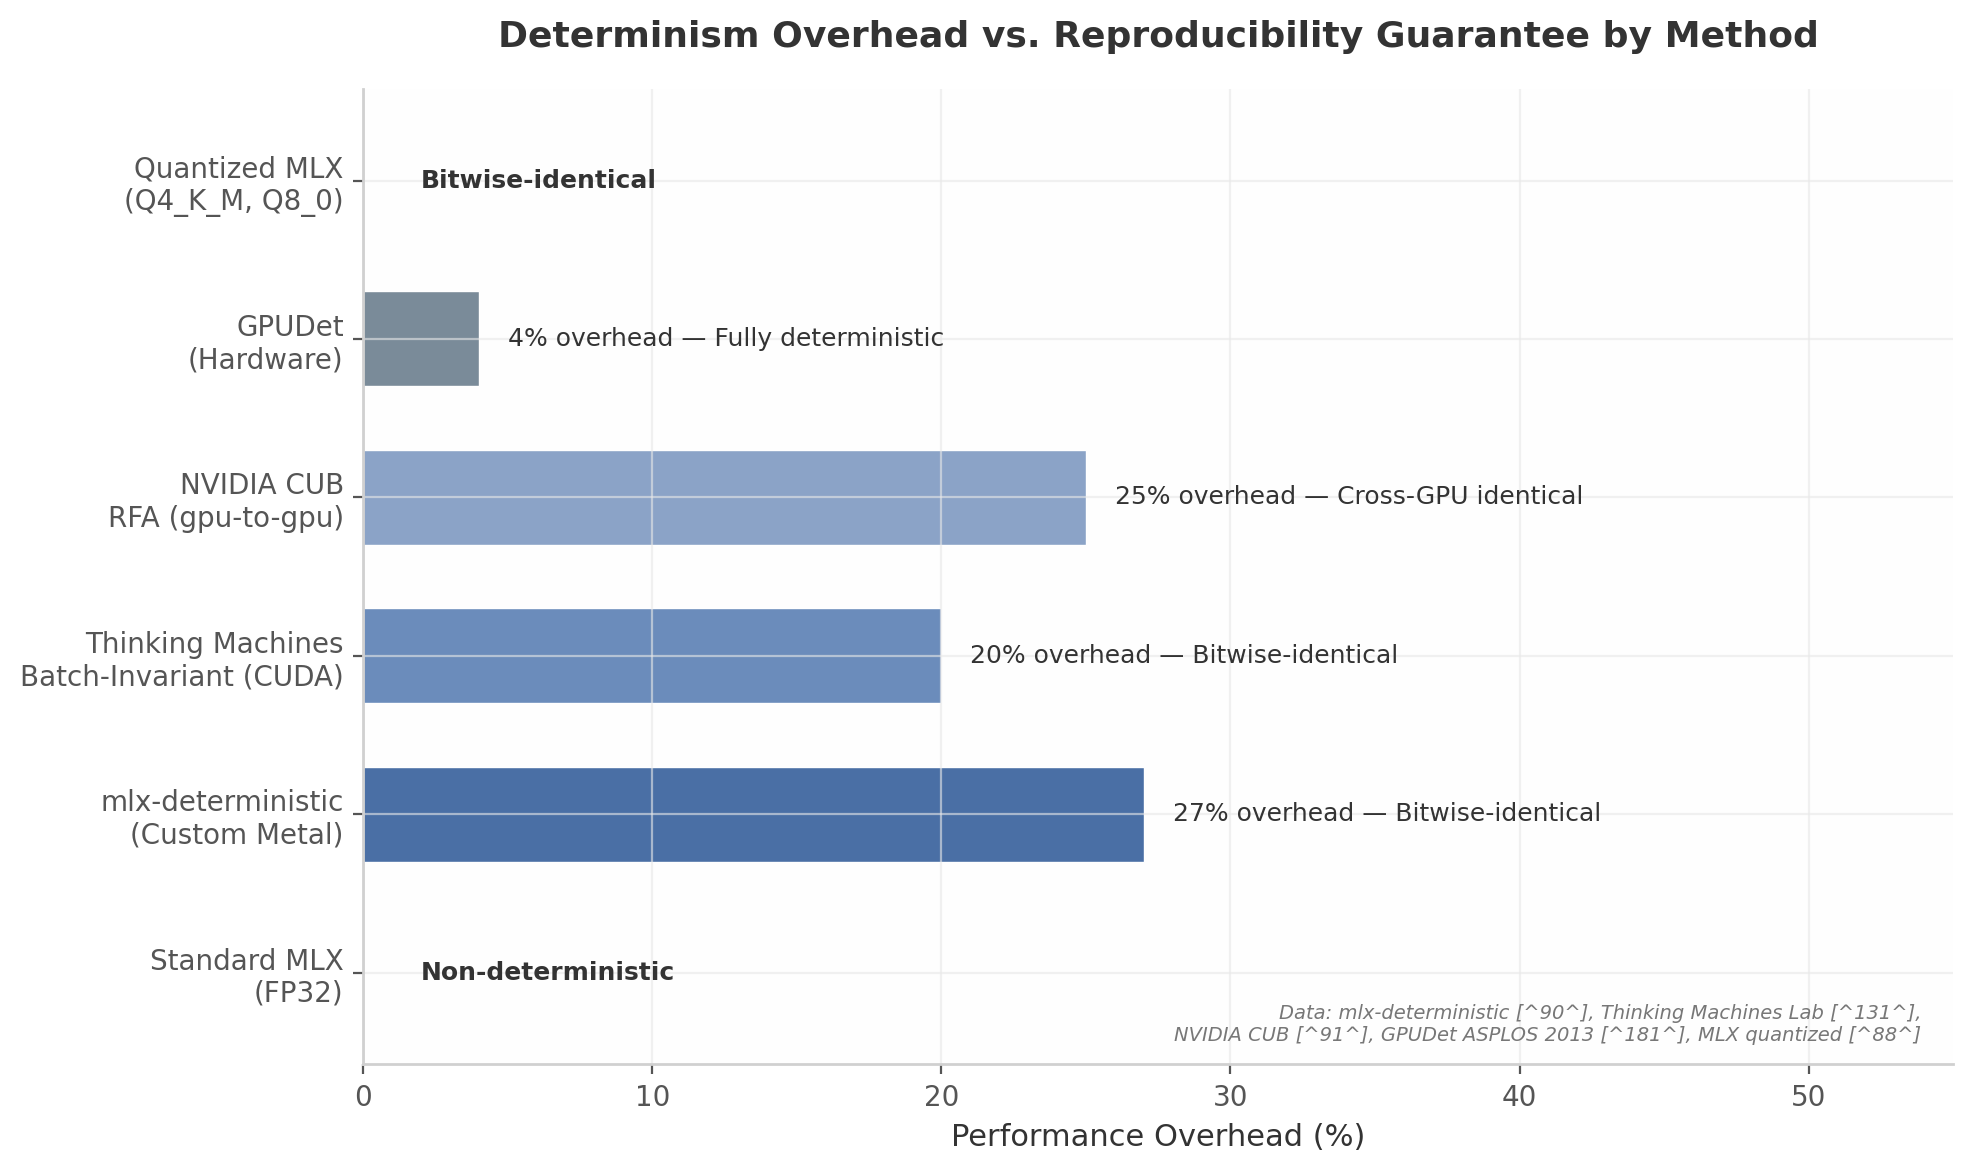 Determinism Overhead vs. Reproducibility Guarantee by Method
Quantized MLX
(Q4_K_M, Q8_0)
Bitwise-identical
GPUDet
(Hardware)
4% overhead — Fully deterministic
NVIDIA CUB
RFA (gpu-to-gpu)
25% overhead — Cross-GPU identical
Thinking Machines
Batch-Invariant (CUDA)
20% overhead — Bitwise-identical
mlx-deterministic
(Custom Metal)
27% overhead — Bitwise-identical
Standard MLX
(FP32)
Non-deterministic
Data: mlx-deterministic [^90^], Thinking Machines Lab [^131^],
NVIDIA CUB [^91^], GPUDet ASPLOS 2013 [^181^], MLX quantized [^88^]
0 10 20 30 40 50
Performance Overhead (%)